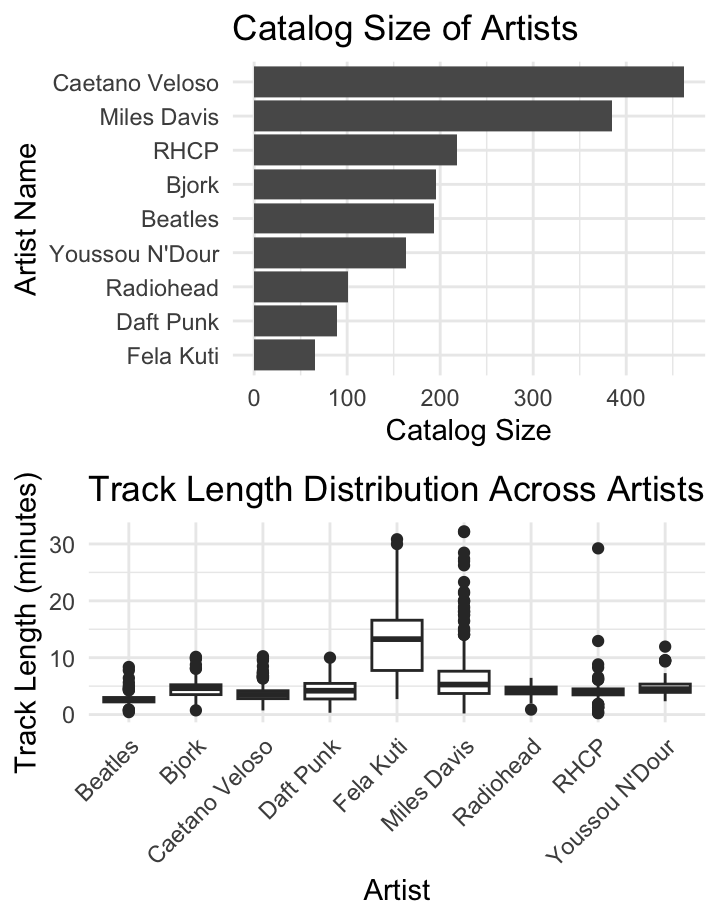 Catalog Size of Artists
Artist Name
Caetano Veloso
Miles Davis
RHCP
Bjork
Beatles
Youssou N'Dour
Radiohead
Daft Punk
Fela Kuti
0 100 200 300 400
Catalog Size
Track Length Distribution Across Artists
Track Length (minutes)
30
20
10
0
Beatles
Bjork
Caetano Veloso
Daft Punk
Fela Kuti
Miles Davis
Radiohead
RHCP
Youssou N'Dour
Artist